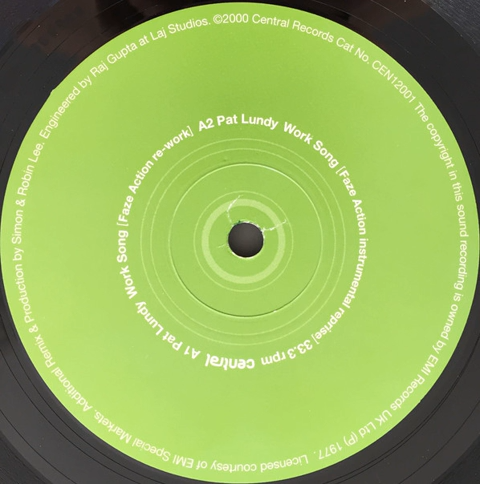 Additional Remix & Production by Simon & Robin Lee. Engineered by Raj Gupta at Laj Studios. ©2000 Central Records Cat No. CEN12001 The copyright in this sound recording is owned by EMI Records UK Ltd (P) 1977. Licensed courtesy of EMI Special Markets.
central A1 Pat Lundy Work Song [Faze Action re-work] A2 Pat Lundy Work Song [Faze Action instrumental reprise] 33.3 rpm